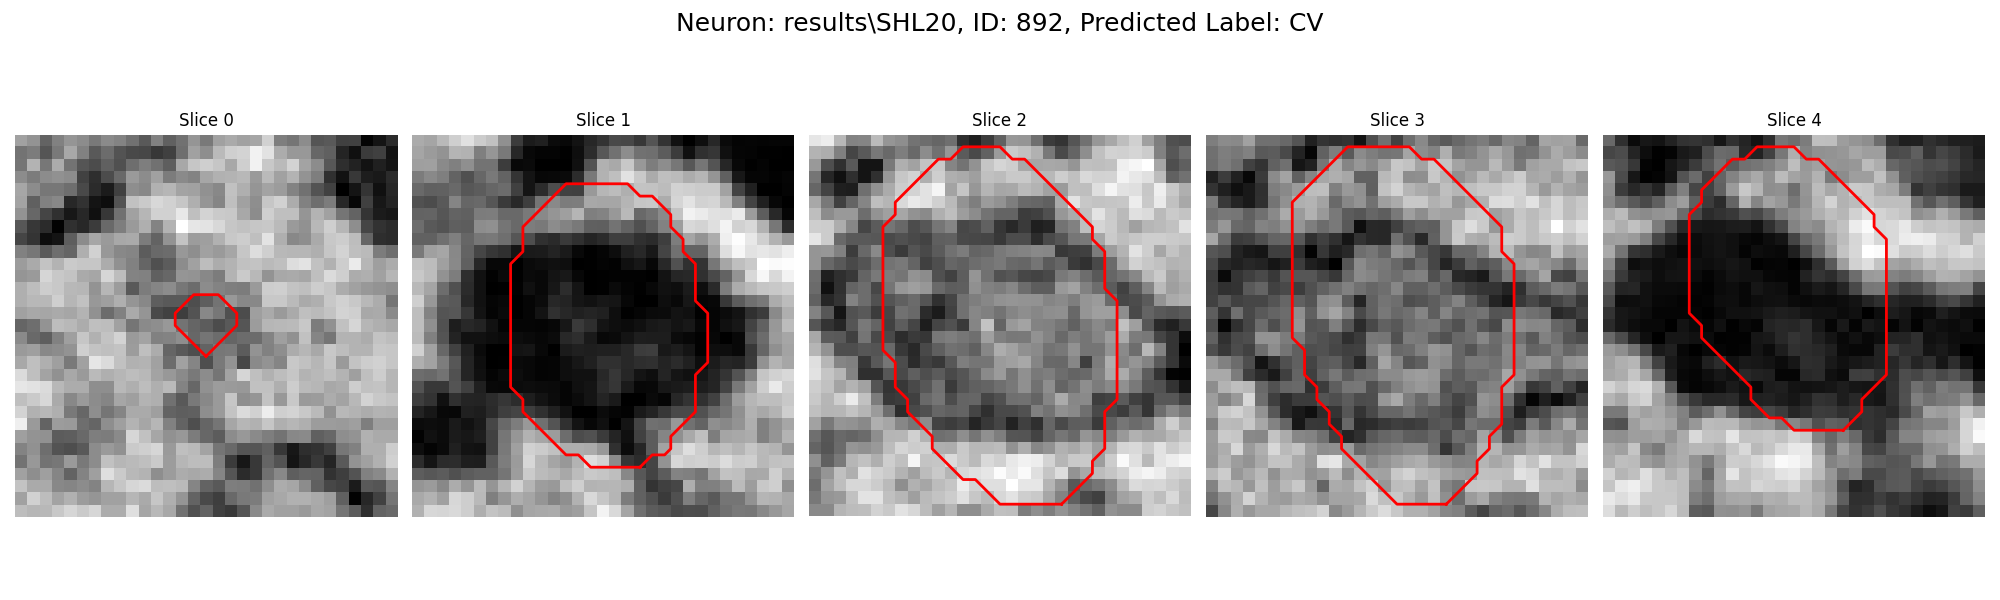 Neuron: results\SHL20, ID: 892, Predicted Label: CV
Slice 0
Slice 1
Slice 2
Slice 3
Slice 4